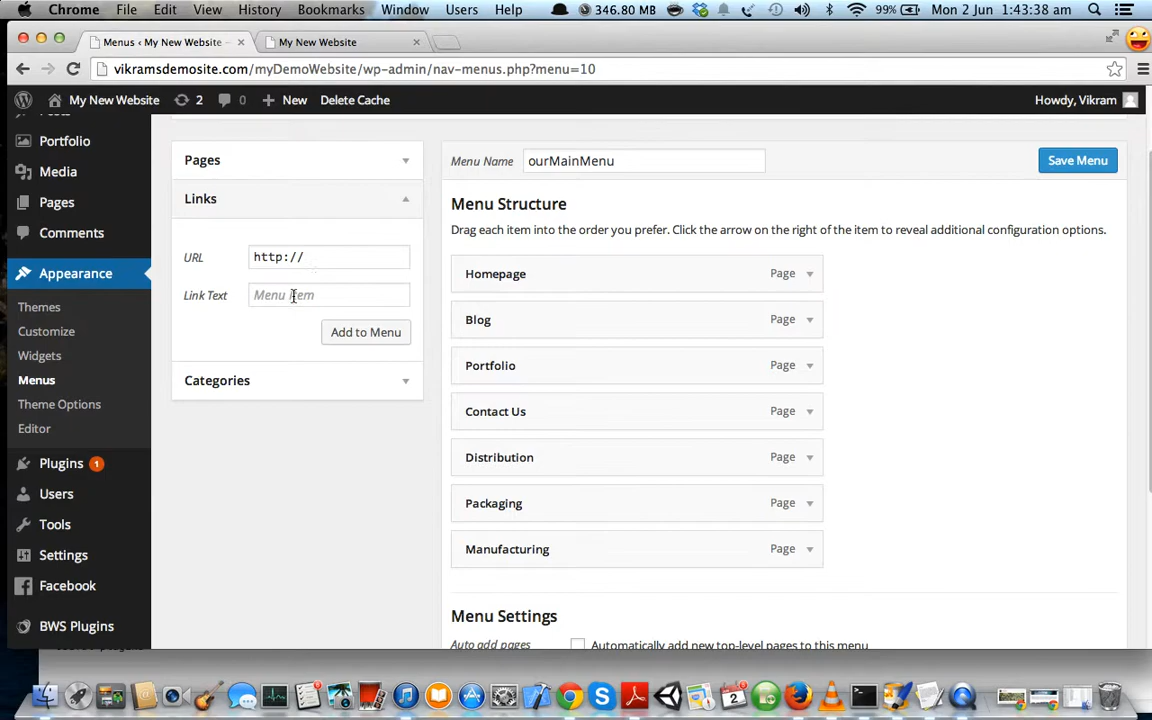 Chrome File Edit View History Bookmarks Window Users Help 346.80 MB 99% Mon 2 Jun 1:43:38 am
Menus ‹ My New Website - My New Website
vikramsdemosite.com/myDemoWebsite/wp-admin/nav-menus.php?menu=10
My New Website 2 0 New Delete Cache Howdy, Vikram
Portfolio
Media
Pages
Comments
Appearance
Themes
Customize
Widgets
Menus
Theme Options
Editor
Plugins 1
Users
Tools
Settings
Facebook
BWS Plugins
Pages
Links
URL http://
Link Text Menu Item
Add to Menu
Categories
Menu Name ourMainMenu Save Menu
Menu Structure
Drag each item into the order you prefer. Click the arrow on the right of the item to reveal additional configuration options.
Homepage Page
Blog Page
Portfolio Page
Contact Us Page
Distribution Page
Packaging Page
Manufacturing Page
Menu Settings
Auto add pages Automatically add new top-level pages to this menu